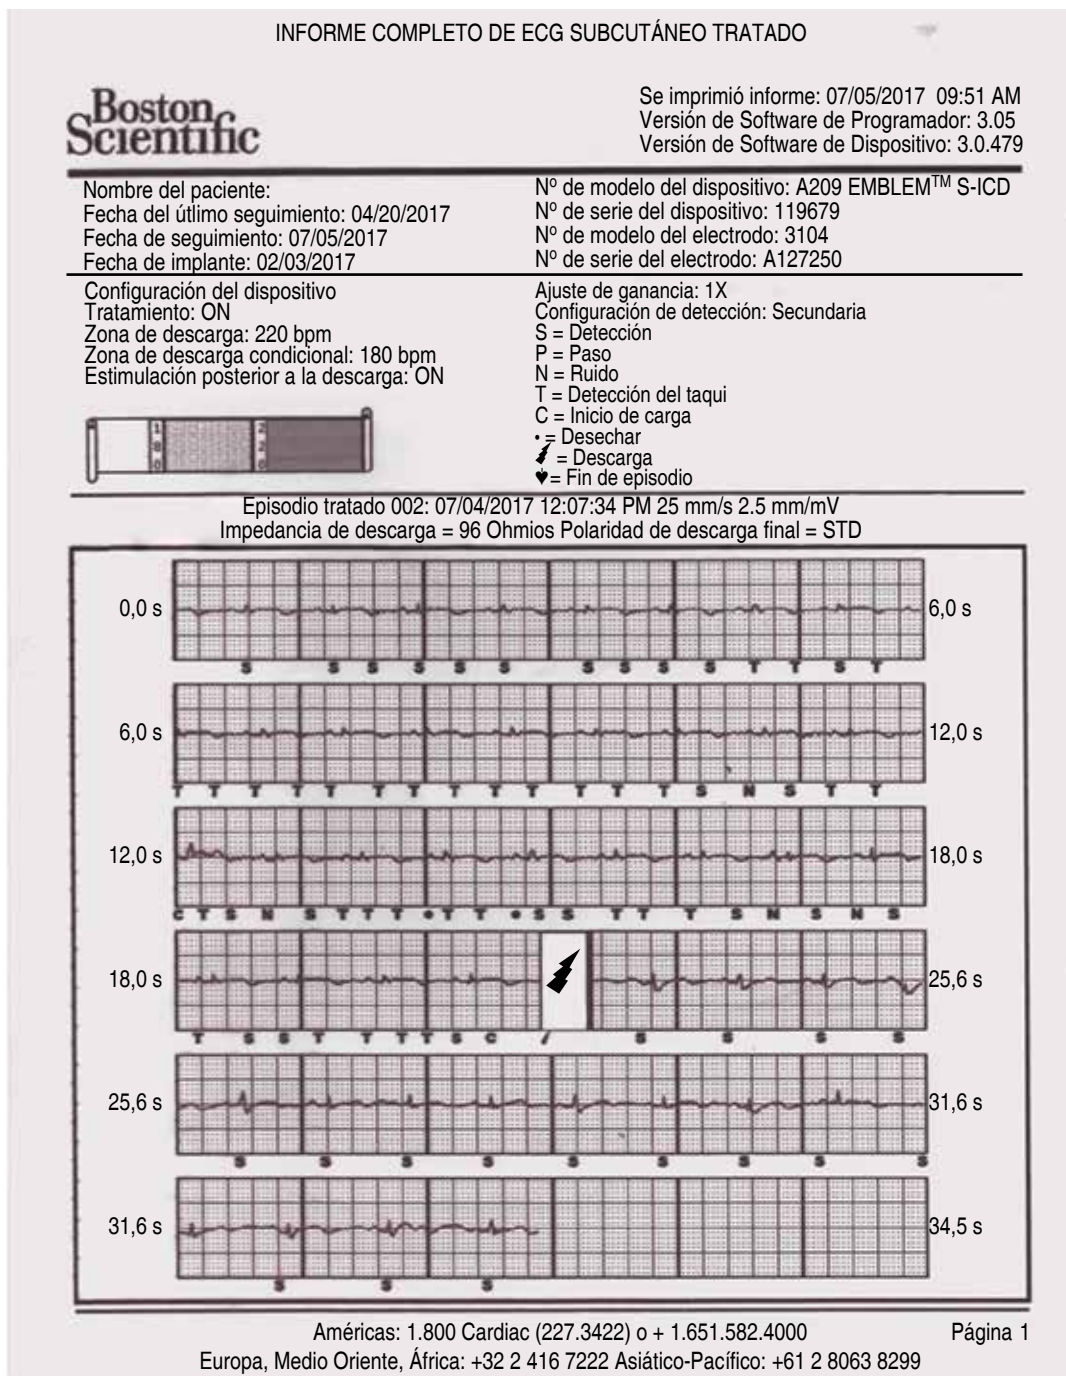 INFORME COMPLETO DE ECG SUBCUTÁNEO TRATADO
Boston
Scientific
Se imprimió informe: 07/05/2017 09:51 AM
Versión de Software de Programador: 3.05
Versión de Software de Dispositivo: 3.0.479
Nombre del paciente:
Fecha del útlimo seguimiento: 04/20/2017
Fecha de seguimiento: 07/05/2017
Fecha de implante: 02/03/2017
Nº de modelo del dispositivo: A209 EMBLEM™ S-ICD
Nº de serie del dispositivo: 119679
Nº de modelo del electrodo: 3104
Nº de serie del electrodo: A127250
Configuración del dispositivo
Tratamiento: ON
Zona de descarga: 220 bpm
Zona de descarga condicional: 180 bpm
Estimulación posterior a la descarga: ON
180 220
Ajuste de ganancia: 1X
Configuración de detección: Secundaria
S = Detección
P = Paso
N = Ruido
T = Detección del taqui
C = Inicio de carga
• = Desechar
= Descarga
♥ = Fin de episodio
Episodio tratado 002: 07/04/2017 12:07:34 PM 25 mm/s 2.5 mm/mV
Impedancia de descarga = 96 Ohmios Polaridad de descarga final = STD
0,0 s 6,0 s
S S S S S S S S S S T T S T
6,0 s 12,0 s
T T T T T T T T T T T T T S N S T T
12,0 s 18,0 s
C T S N S T T T • T T • S S T T T S N S N S
18,0 s 25,6 s
T S S T T T T S C S S S S
25,6 s 31,6 s
S S S S S S S S S
31,6 s 34,5 s
S S S
Américas: 1.800 Cardiac (227.3422) o + 1.651.582.4000 Página 1
Europa, Medio Oriente, África: +32 2 416 7222 Asiático-Pacífico: +61 2 8063 8299